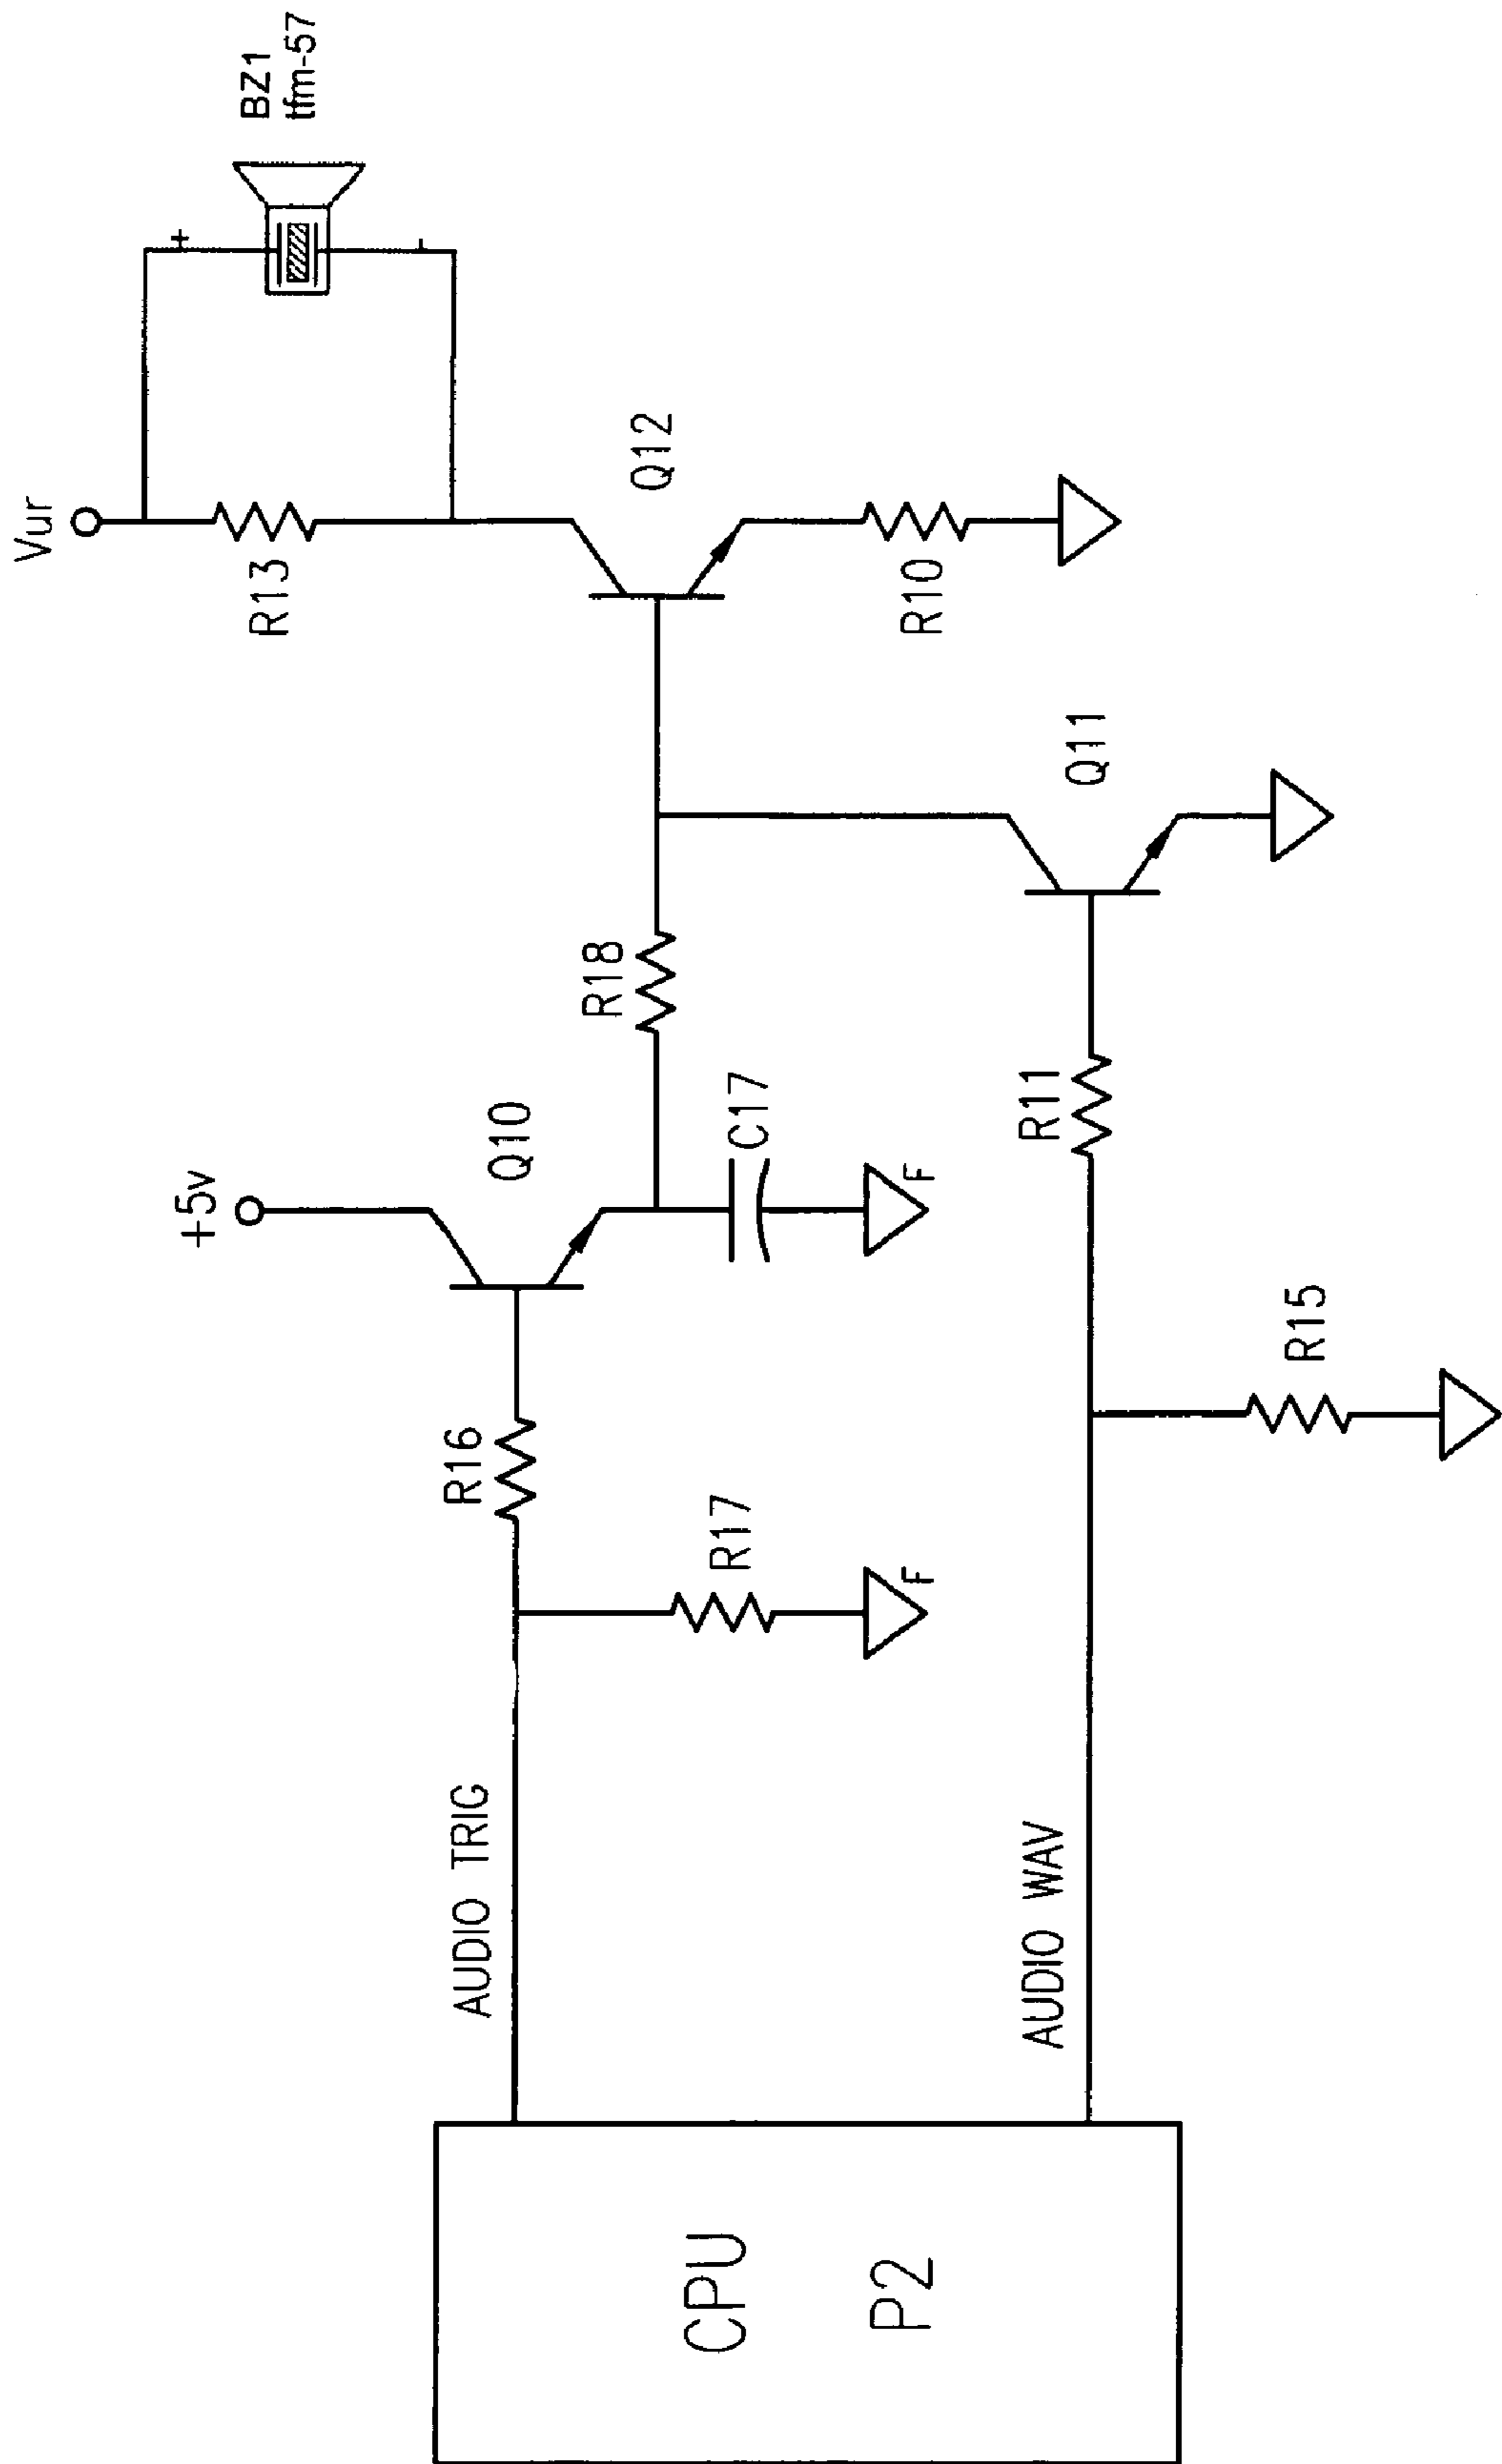 Vur
BZ1
tfm-57
R13
Q12
R10
+5v
Q10
R18
C17
F
Q11
R16
R17
F
R11
R15
AUDIO TRIG
AUDIO WAV
CPU
P2
+
-